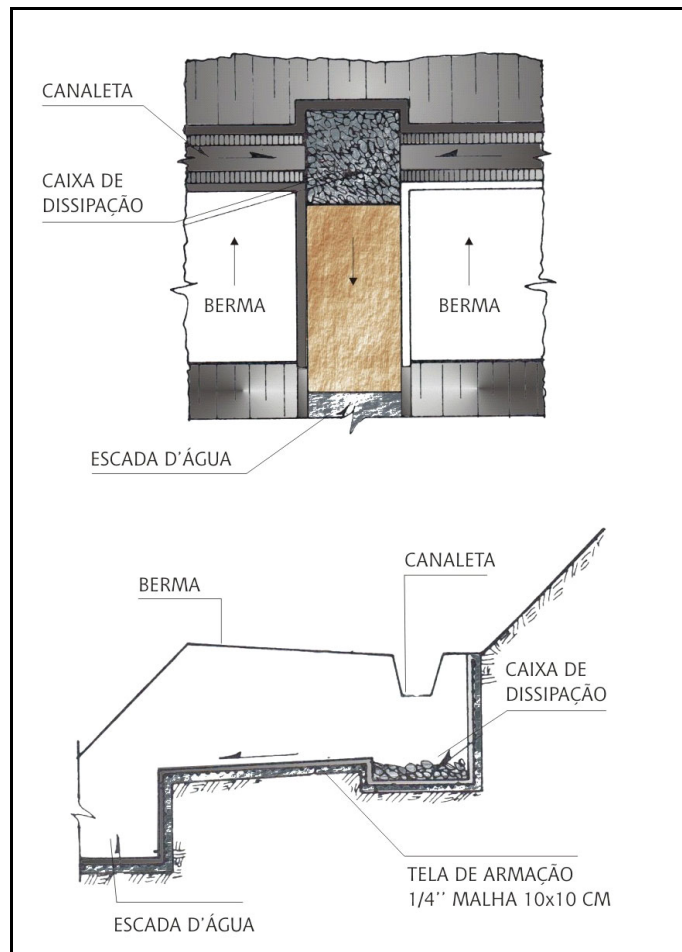 CANALETA
CAIXA DE
DISSIPAÇÃO
BERMA
BERMA
ESCADA D’ÁGUA
CANALETA
BERMA
CAIXA DE
DISSIPAÇÃO
TELA DE ARMAÇÃO
1/4’’ MALHA 10x10 CM
ESCADA D’ÁGUA